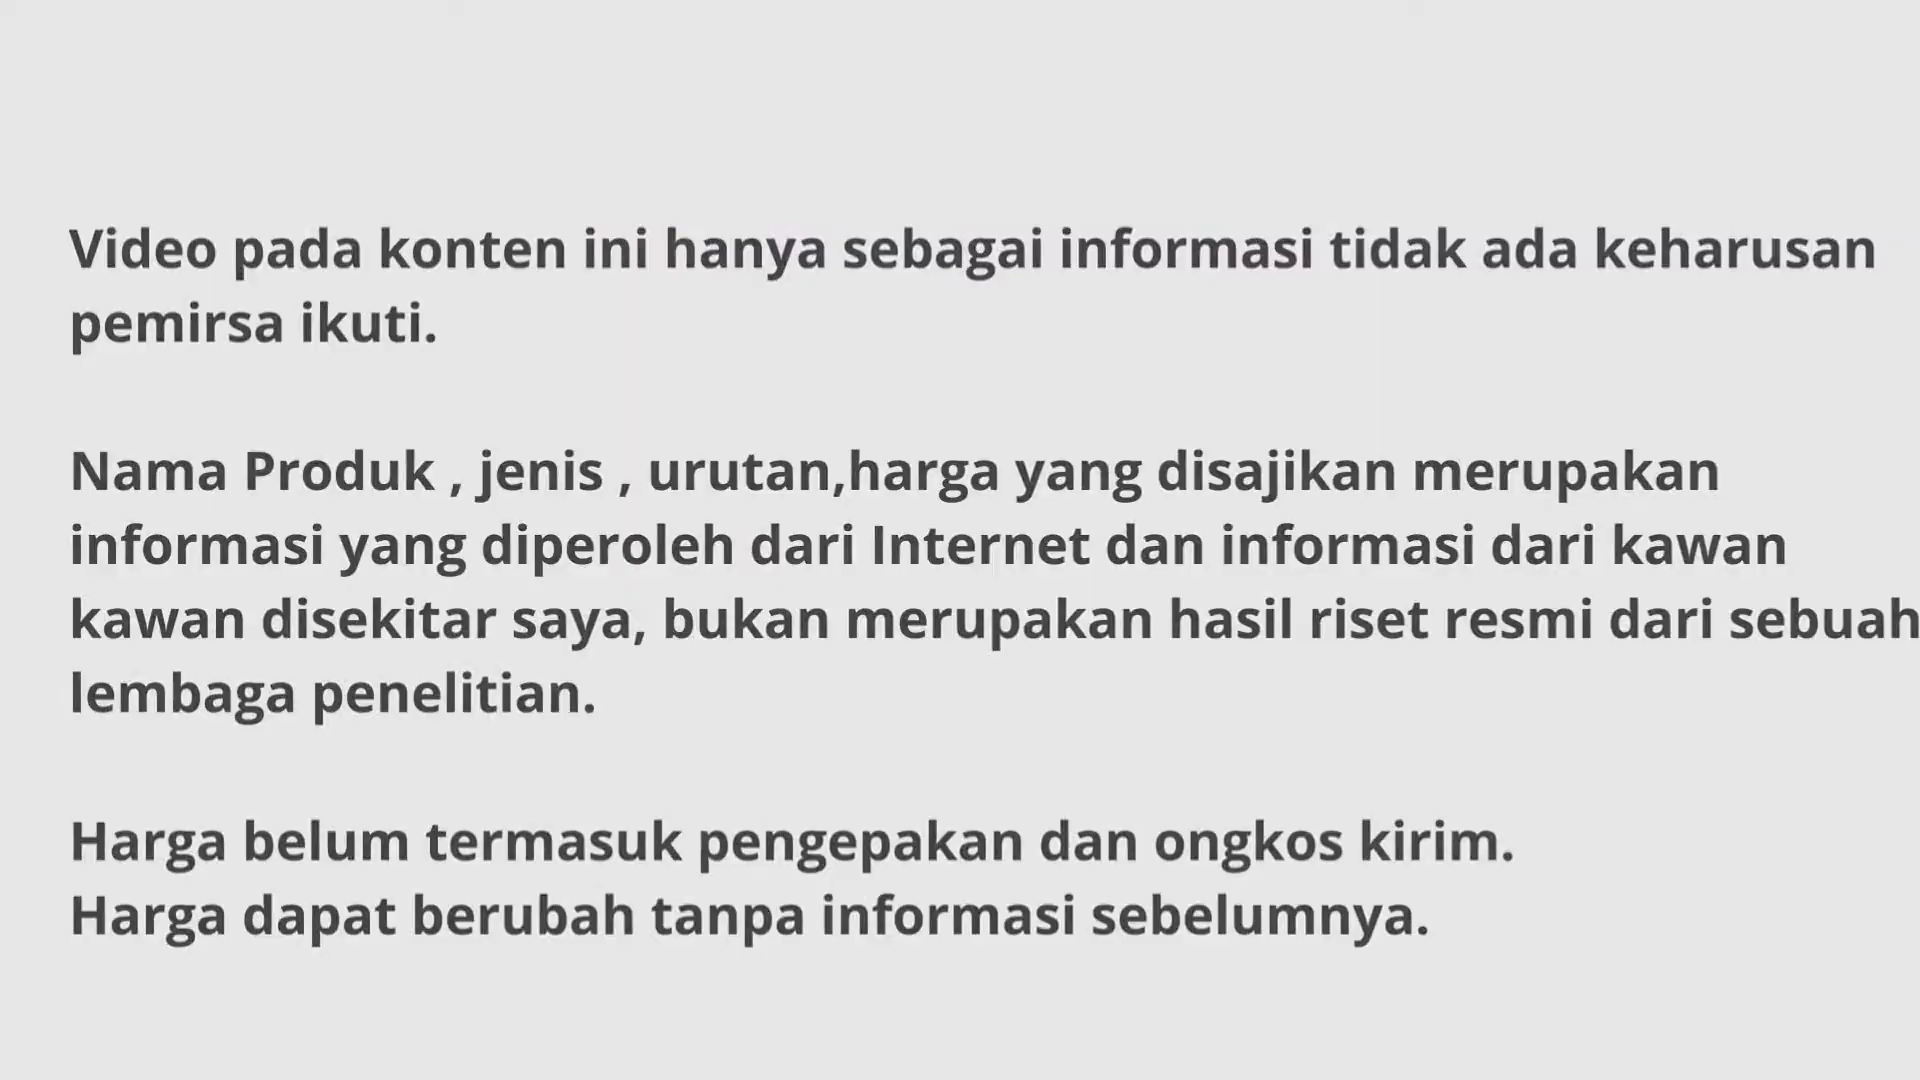 Video pada konten ini hanya sebagai informasi tidak ada keharusan
pemirsa ikuti.
Nama Produk , jenis , urutan,harga yang disajikan merupakan
informasi yang diperoleh dari Internet dan informasi dari kawan
kawan disekitar saya, bukan merupakan hasil riset resmi dari sebuah
lembaga penelitian.
Harga belum termasuk pengepakan dan ongkos kirim.
Harga dapat berubah tanpa informasi sebelumnya.